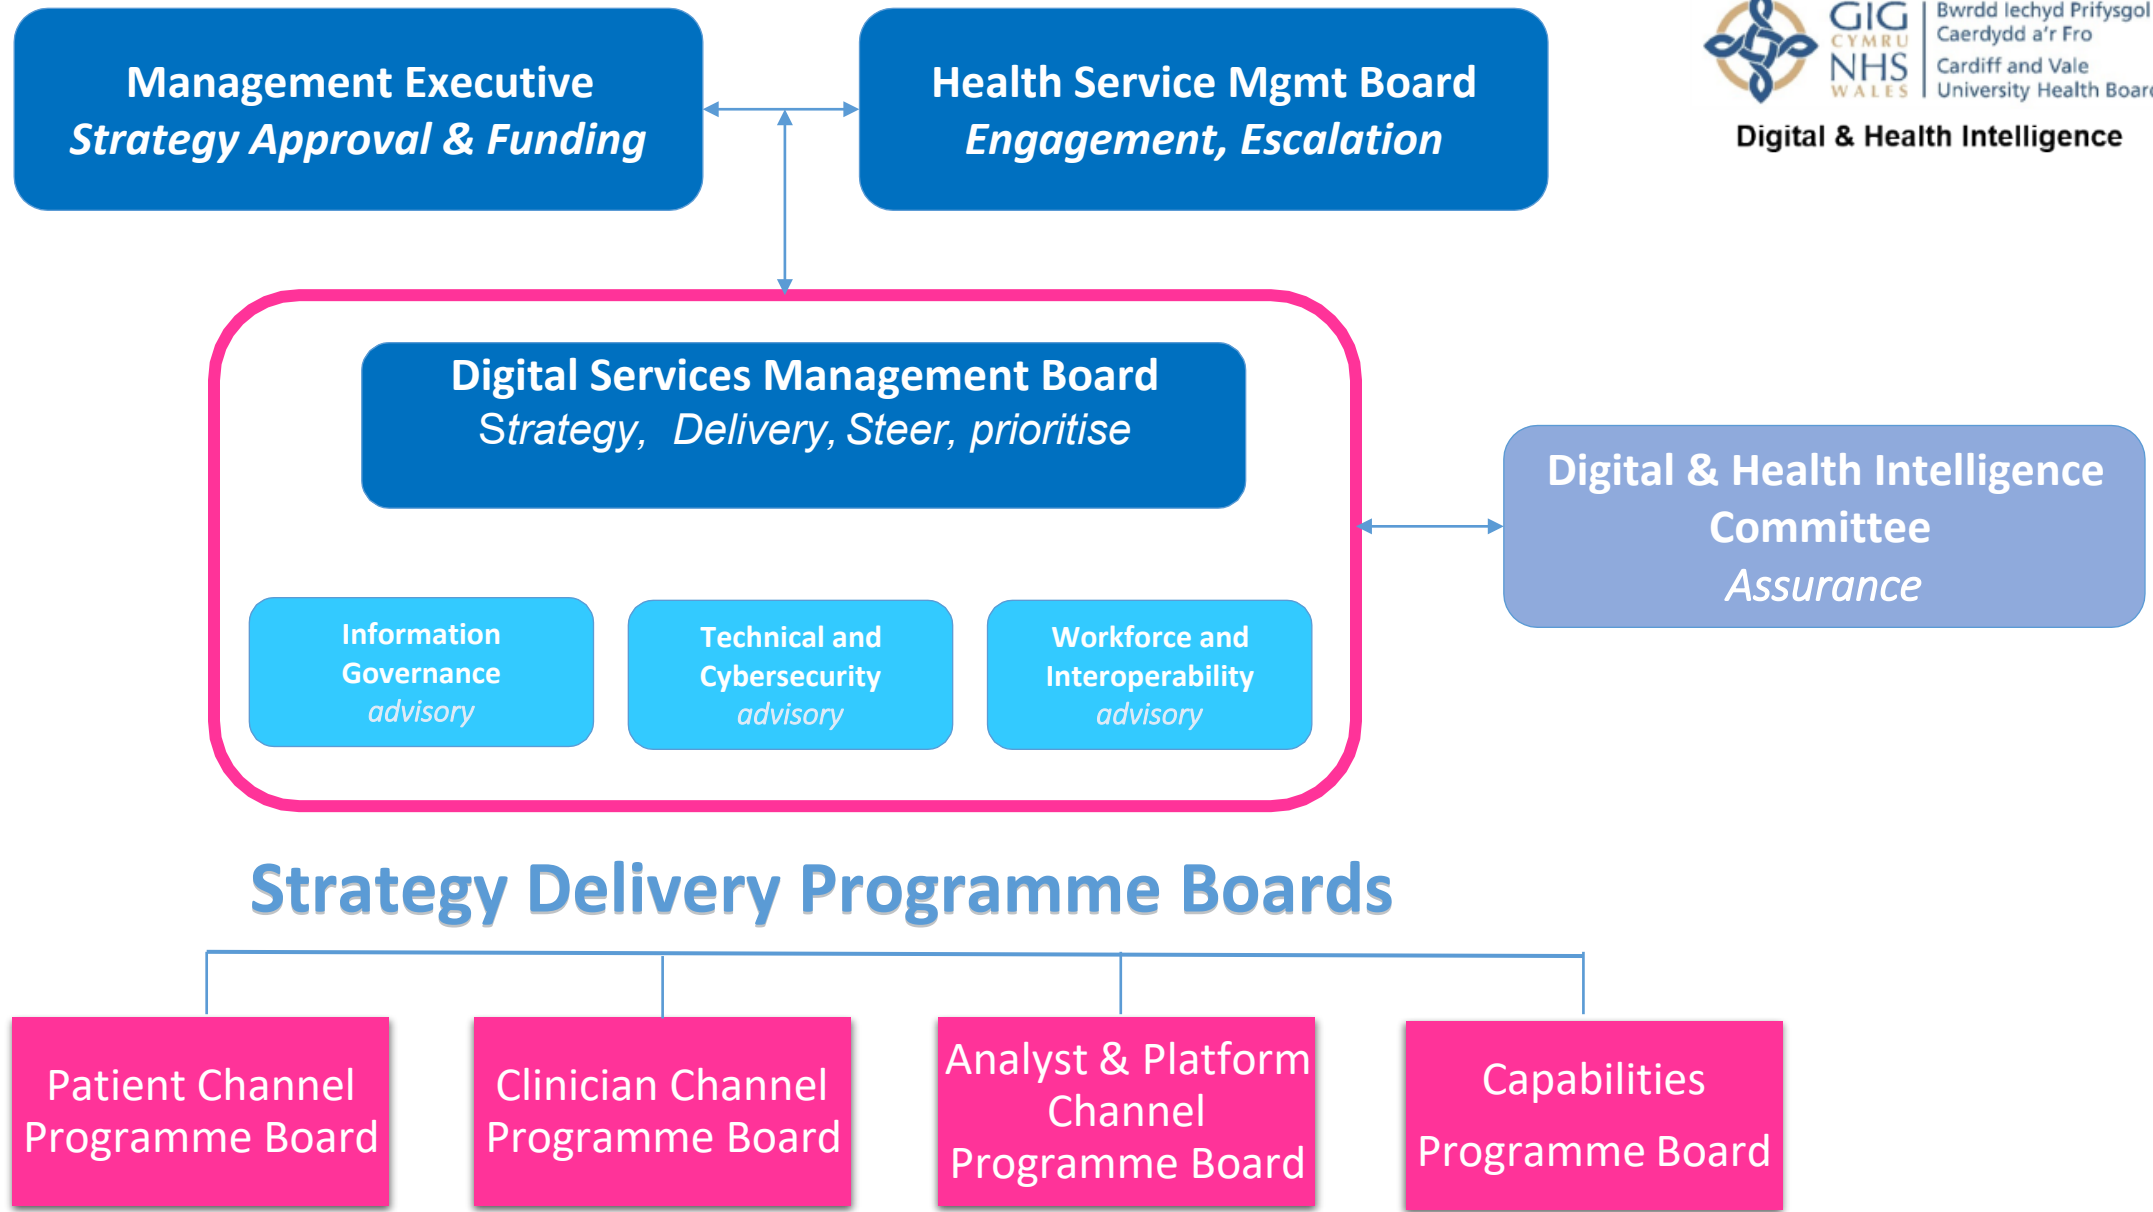 Management Executive
Strategy Approval & Funding
Health Service Mgmt Board
Engagement, Escalation
GIG
CYMRU
NHS
WALES
Bwrdd Iechyd Prifysgol
Caerdydd a'r Fro
Cardiff and Vale
University Health Board
Digital & Health Intelligence
Digital Services Management Board
Strategy, Delivery, Steer, prioritise
Digital & Health Intelligence
Committee
Assurance
Information
Governance
advisory
Technical and
Cybersecurity
advisory
Workforce and
Interoperability
advisory
Strategy Delivery Programme Boards
Patient Channel
Programme Board
Clinician Channel
Programme Board
Analyst & Platform
Channel
Programme Board
Capabilities
Programme Board